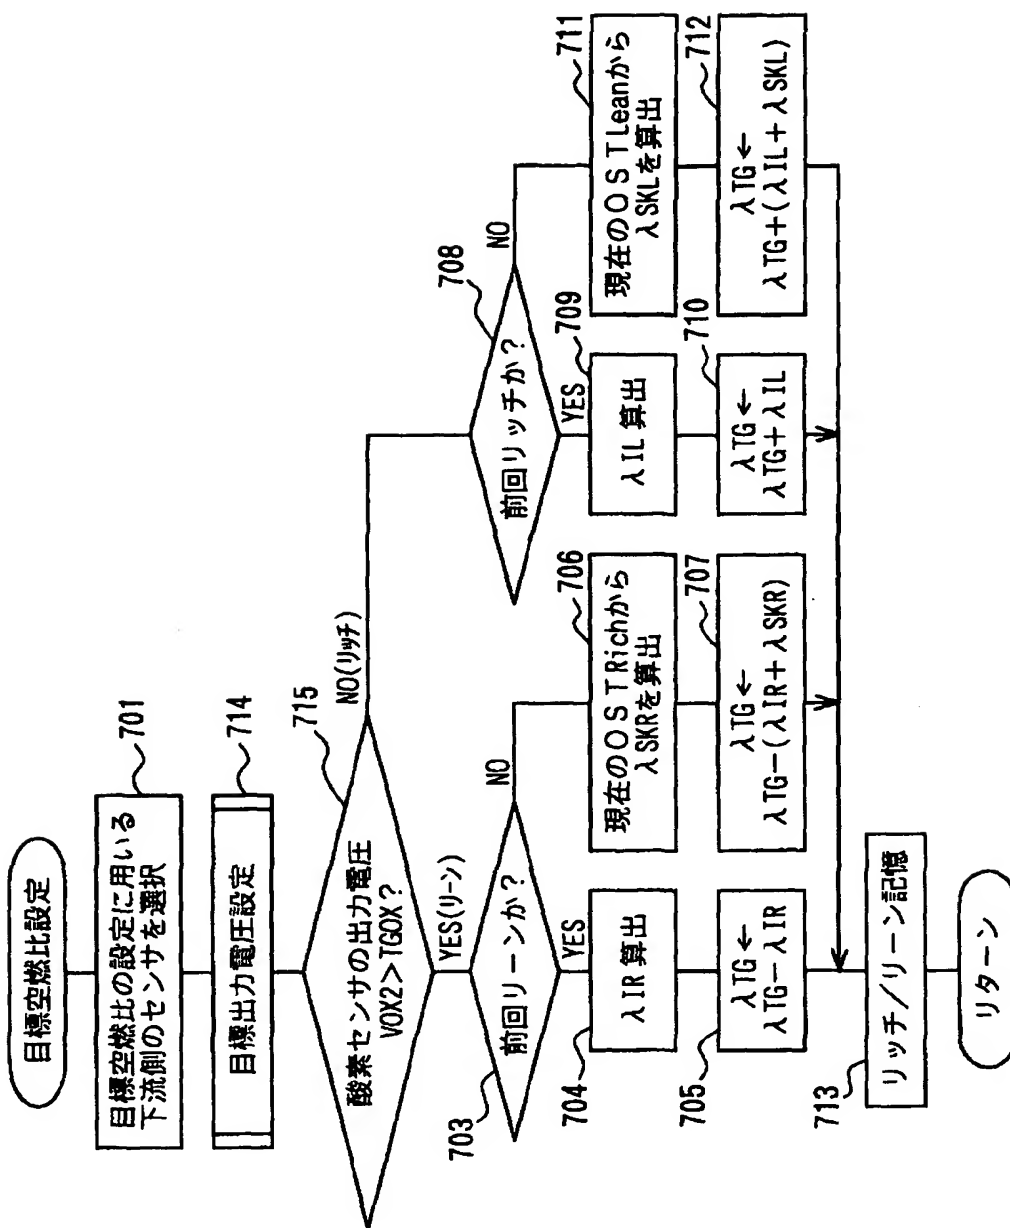 目標空燃比設定
目標空燃比の設定に用いる
下流側のセンサを選択
701
目標出力電圧設定
714
酸素センサの出力電圧
VOX2>TGOX?
715
NO(リッチ)
YES(リーン)
前回リーンか?
703
NO
YES
λIR 算出
704
λTG←
λTG-λIR
705
現在のOSTRichから
λSKRを算出
706
λTG←
λTG-(λIR+λSKR)
707
前回リッチか?
708
NO
YES
λIL 算出
709
λTG←
λTG+λIL
710
現在のOSTLeanから
λSKLを算出
711
λTG←
λTG+(λIL+λSKL)
712
リッチ/リーン記憶
713
リターン